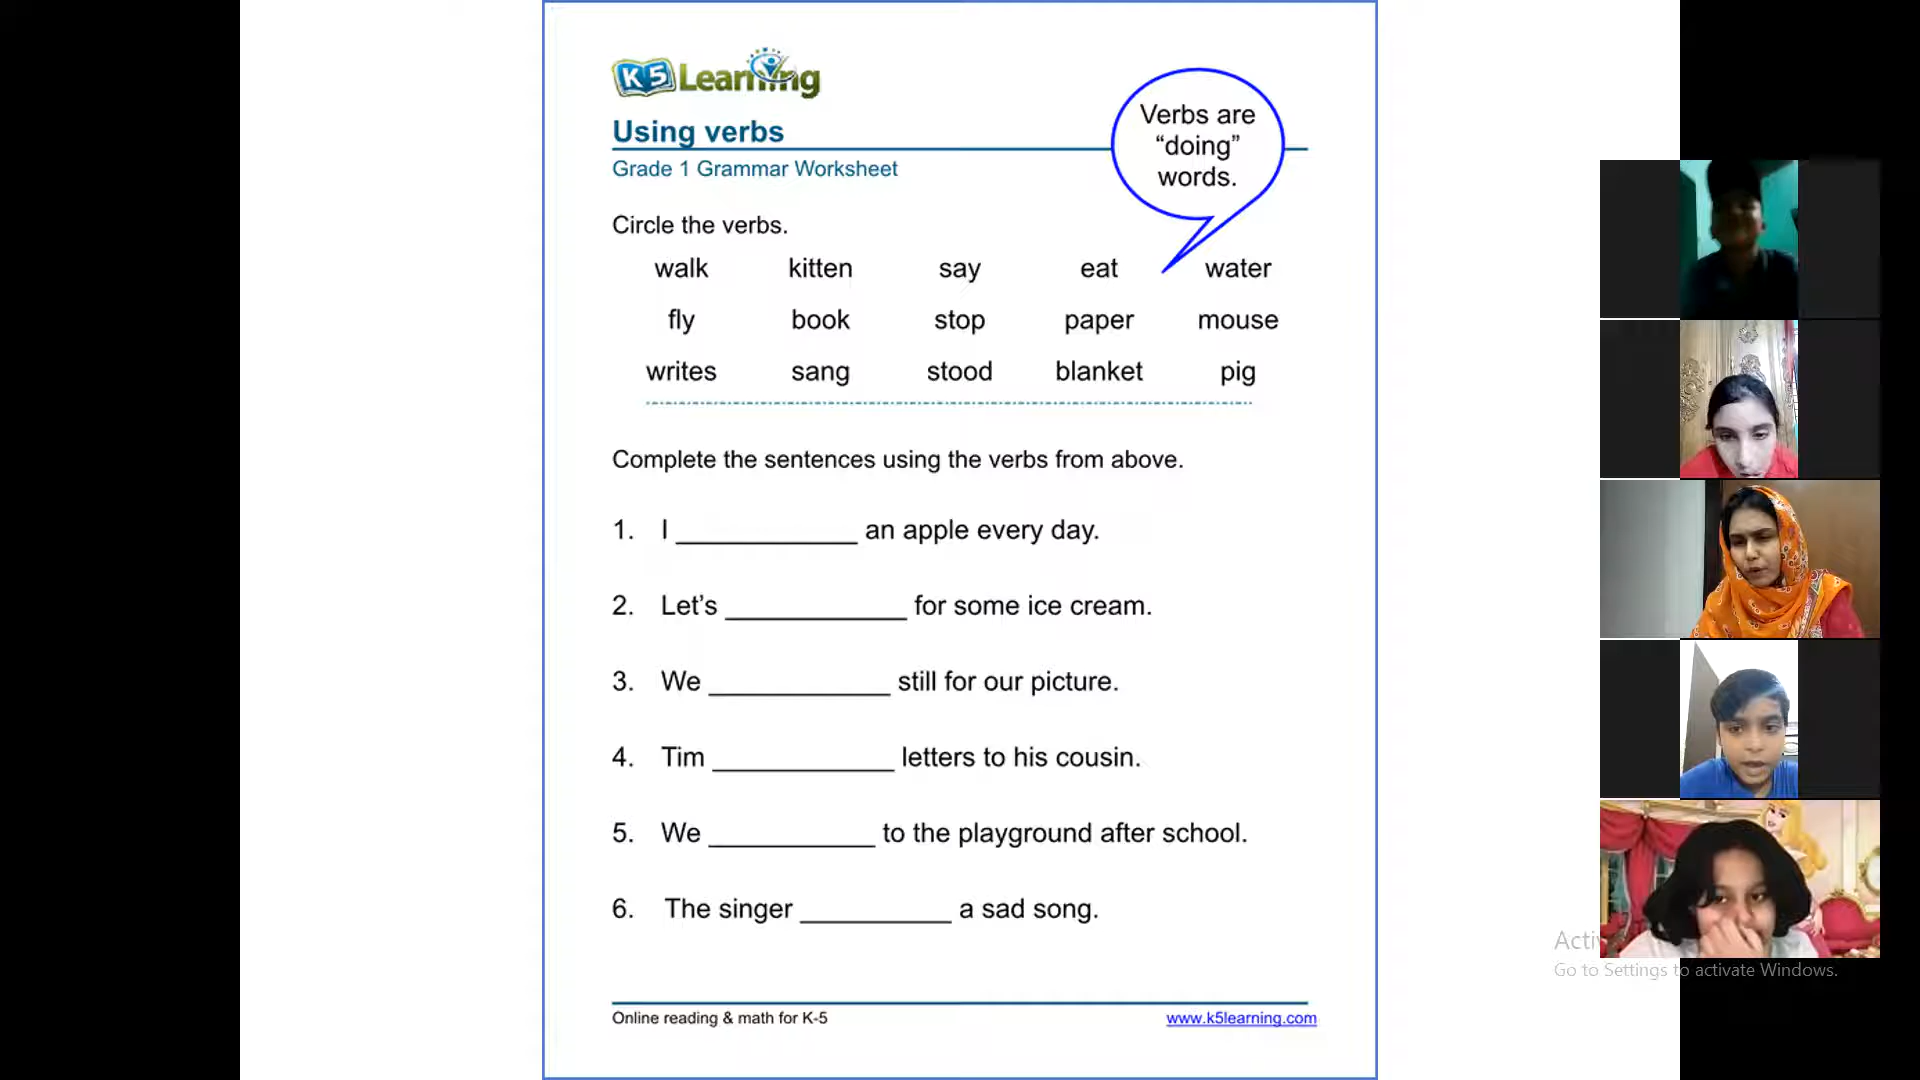 K5 Learning
Using verbs
Grade 1 Grammar Worksheet
Verbs are
“doing”
words.
Circle the verbs.
walk kitten say eat water
fly book stop paper mouse
writes sang stood blanket pig
Complete the sentences using the verbs from above.
1. I ____________ an apple every day.
2. Let’s ____________ for some ice cream.
3. We ____________ still for our picture.
4. Tim ____________ letters to his cousin.
5. We ___________ to the playground after school.
6. The singer __________ a sad song.
Online reading & math for K-5 www.k5learning.com
Go to Settings to activate Windows.